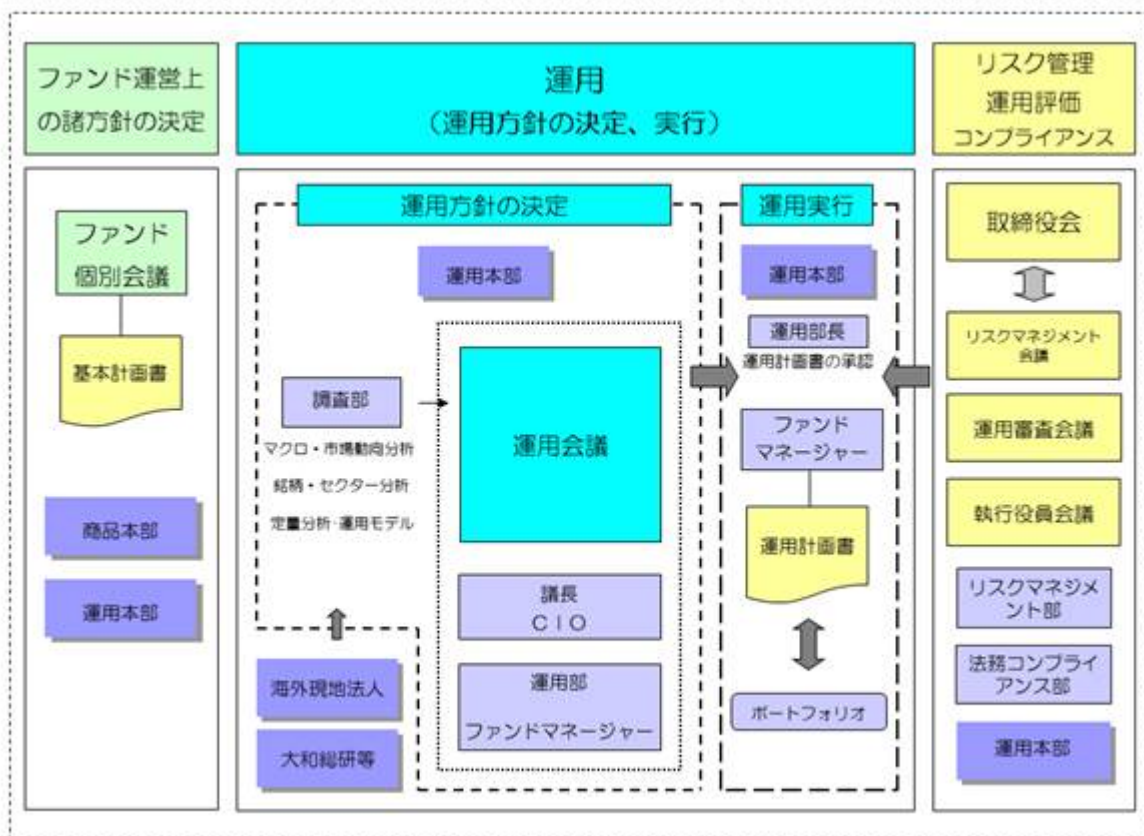 ファンド運営上
の諸方針の決定
運用
（運用方針の決定、実行）
リスク管理
運用評価
コンプライアンス
ファンド
個別会議
基本計画書
商品本部
運用本部
運用方針の決定
運用本部
調査部
マクロ・市場動向分析
銘柄・セクター分析
定量分析・運用モデル
運用会議
議長
ＣＩＯ
運用部
ファンドマネージャー
海外現地法人
大和総研等
運用実行
運用本部
運用部長
運用計画書の承認
ファンド
マネージャー
運用計画書
ポートフォリオ
取締役会
リスクマネジメント
会議
運用審査会議
執行役員会議
リスクマネジメ
ント部
法務コンプライ
アンス部
運用本部